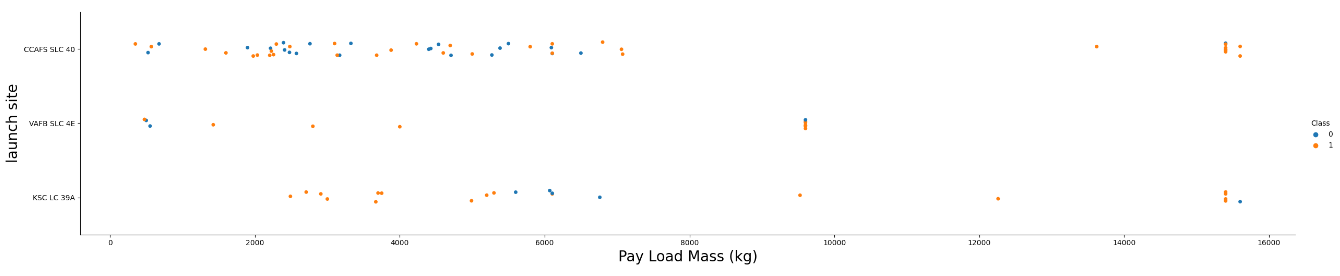 launch site
CCAFS SLC 40
VAFB SLC 4E
KSC LC 39A
0 2000 4000 6000 8000 10000 12000 14000 16000
Pay Load Mass (kg)
Class
0
1